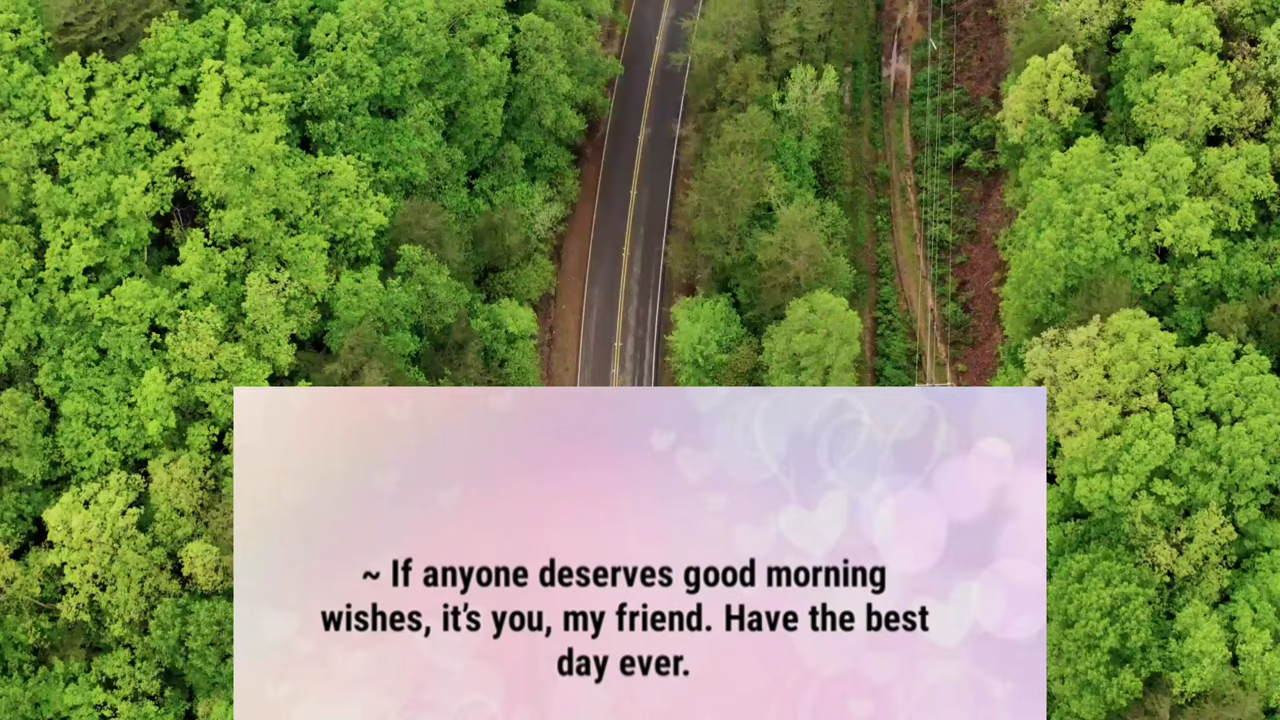 ~ If anyone deserves good morning
wishes, it’s you, my friend. Have the best
day ever.